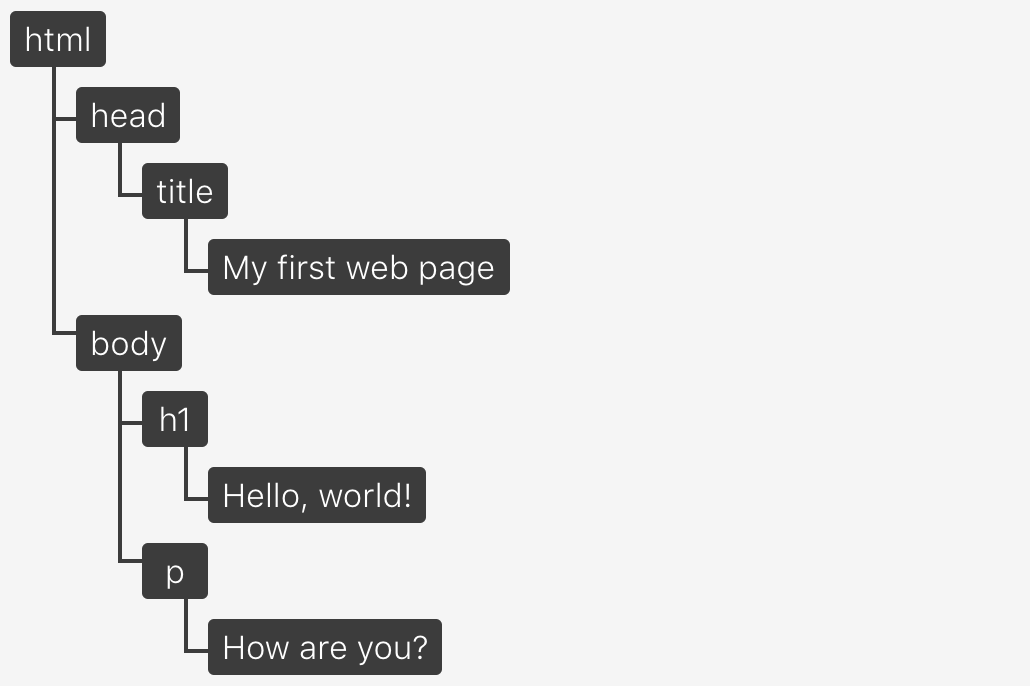 html
head
title
My first web page
body
h1
Hello, world!
p
How are you?